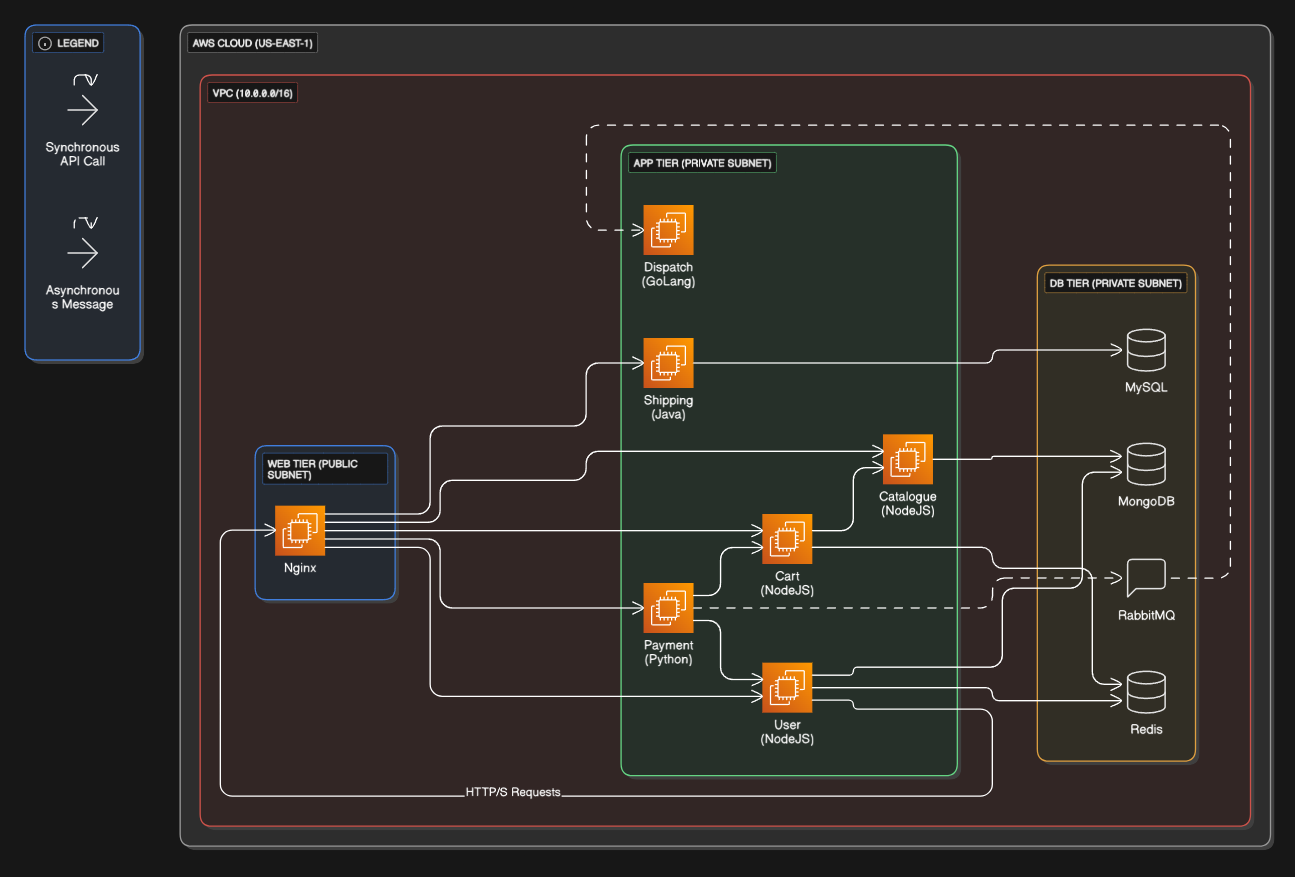 LEGEND
Synchronous
API Call
Asynchronou
s Message
AWS CLOUD (US-EAST-1)
VPC (10.0.0.0/16)
APP TIER (PRIVATE SUBNET)
Dispatch
(GoLang)
DB TIER (PRIVATE SUBNET)
MySQL
Shipping
(Java)
WEB TIER (PUBLIC
SUBNET)
Nginx
Catalogue
(NodeJS)
MongoDB
Cart
(NodeJS)
RabbitMQ
Payment
(Python)
User
(NodeJS)
Redis
HTTP/S Requests